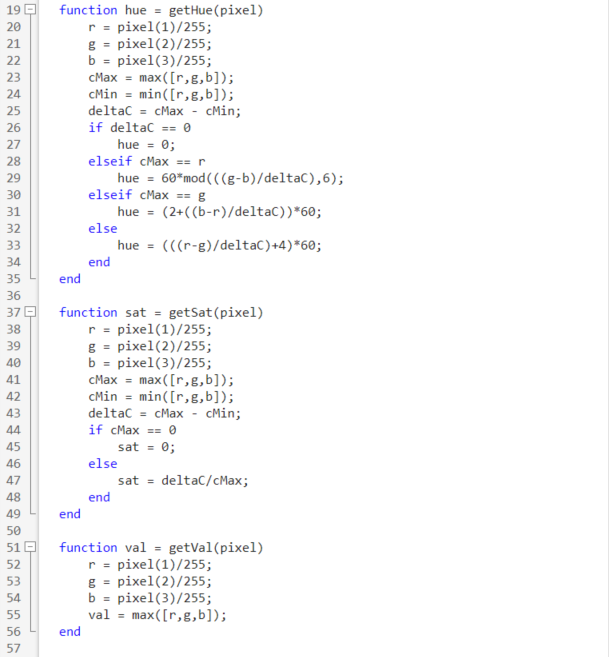 19 function hue = getHue(pixel)
20 r = pixel(1)/255;
21 g = pixel(2)/255;
22 b = pixel(3)/255;
23 cMax = max([r,g,b]);
24 cMin = min([r,g,b]);
25 deltaC = cMax - cMin;
26 if deltaC == 0
27 hue = 0;
28 elseif cMax == r
29 hue = 60*mod(((g-b)/deltaC),6);
30 elseif cMax == g
31 hue = (2+((b-r)/deltaC))*60;
32 else
33 hue = (((r-g)/deltaC)+4)*60;
34 end
35 end
36
37 function sat = getSat(pixel)
38 r = pixel(1)/255;
39 g = pixel(2)/255;
40 b = pixel(3)/255;
41 cMax = max([r,g,b]);
42 cMin = min([r,g,b]);
43 deltaC = cMax - cMin;
44 if cMax == 0
45 sat = 0;
46 else
47 sat = deltaC/cMax;
48 end
49 end
50
51 function val = getVal(pixel)
52 r = pixel(1)/255;
53 g = pixel(2)/255;
54 b = pixel(3)/255;
55 val = max([r,g,b]);
56 end
57